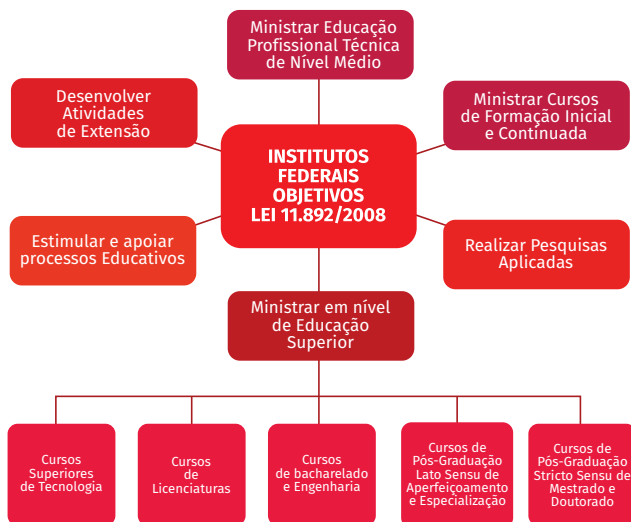 Ministrar Educação
Profissional Técnica
de Nível Médio
Desenvolver
Atividades
de Extensão
Ministrar Cursos
de Formação Inicial
e Continuada
INSTITUTOS
FEDERAIS
OBJETIVOS
LEI 11.892/2008
Estimular e apoiar
processos Educativos
Realizar Pesquisas
Aplicadas
Ministrar em nível
de Educação
Superior
Cursos
Superiores
de Tecnologia
Cursos
de
Licenciaturas
Cursos
de bacharelado
e Engenharia
Cursos de
Pós-Graduação
Lato Sensu de
Aperfeiçoamento
e Especialização
Cursos de
Pós-Graduação
Stricto Sensu de
Mestrado e
Doutorado